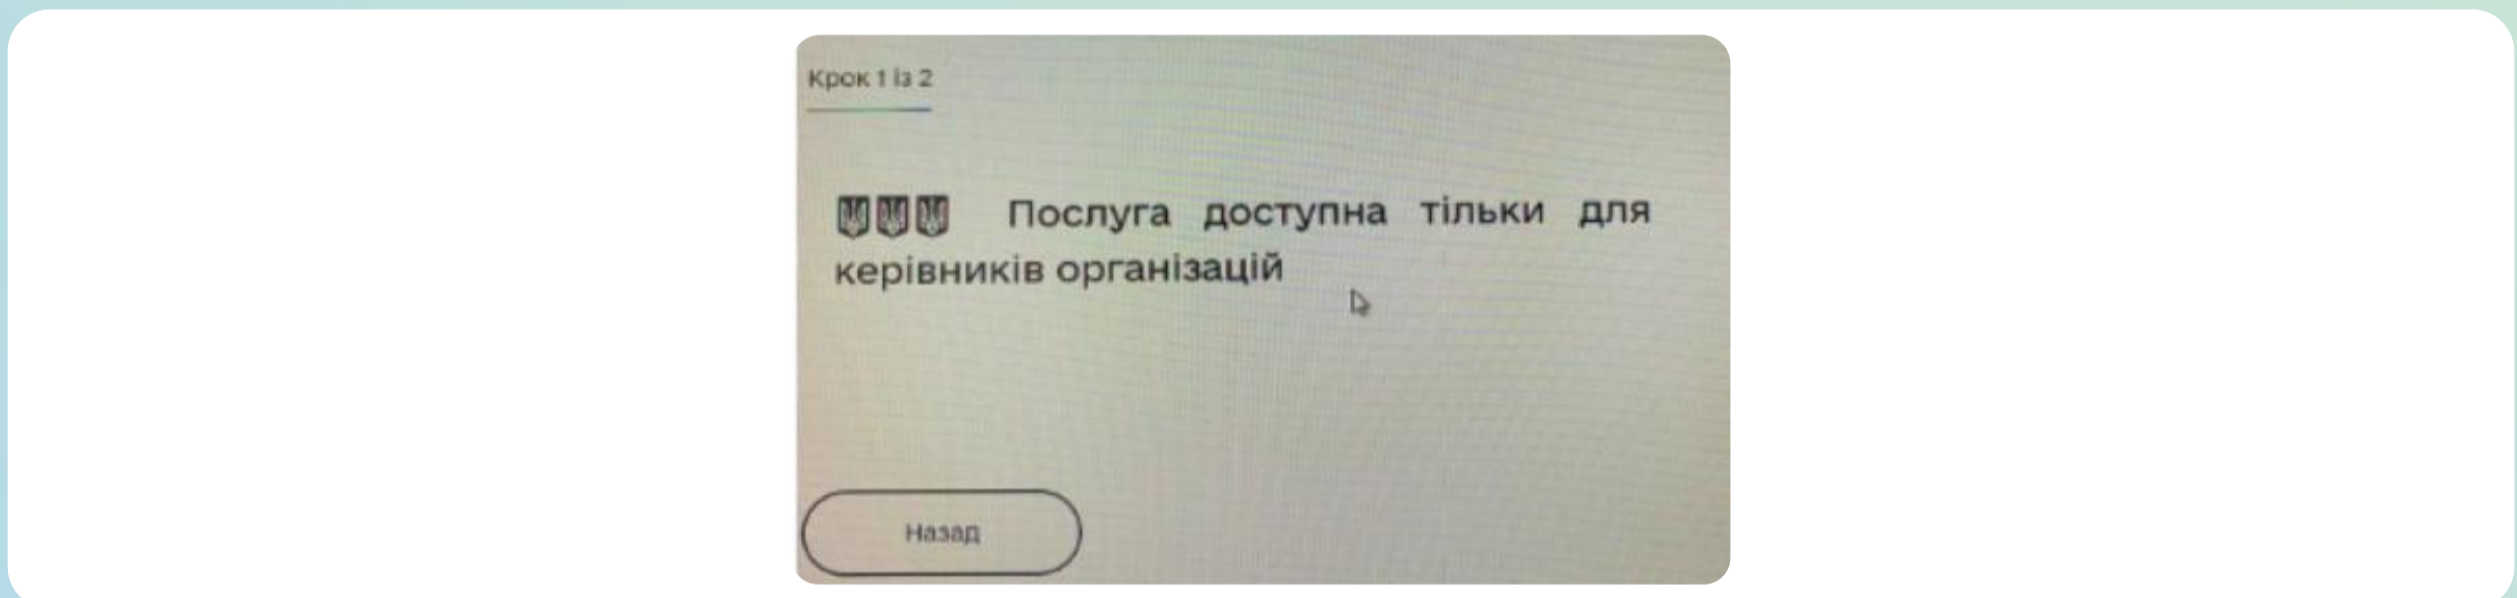 Крок 1 із 2
Послуга доступна тільки для
керівників організацій
Назад